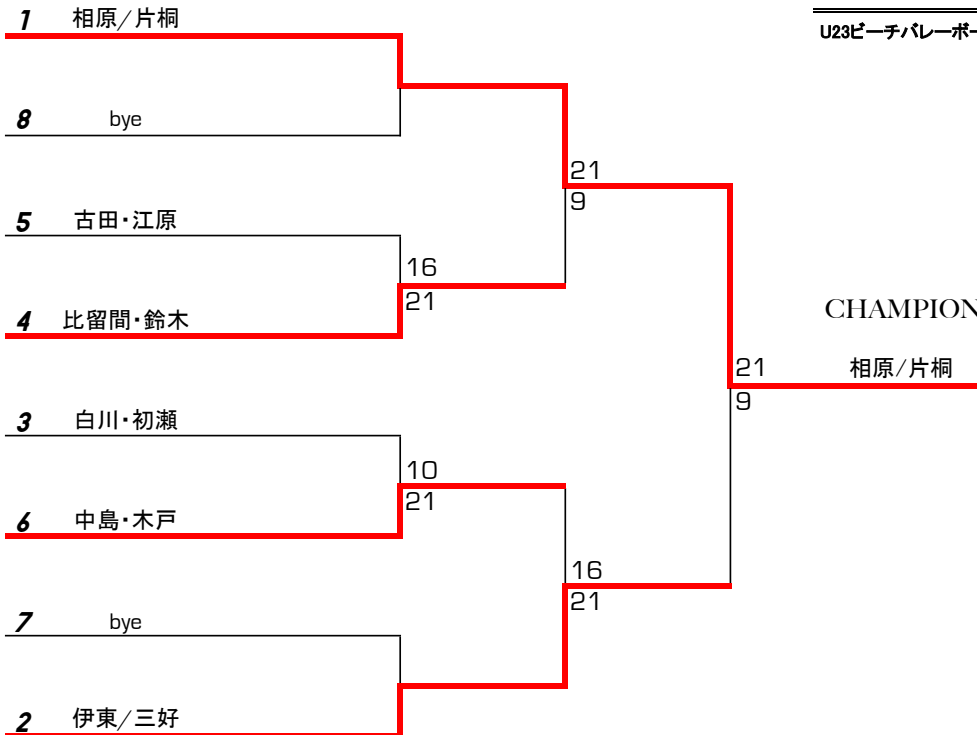 1 相原/片桐
U23ビーチバレーボー
8 bye
21
9
5 古田・江原
16
21
4 比留間・鈴木
CHAMPION
21 相原/片桐
9
3 白川・初瀬
10
21
6 中島・木戸
16
21
7 bye
2 伊東/三好